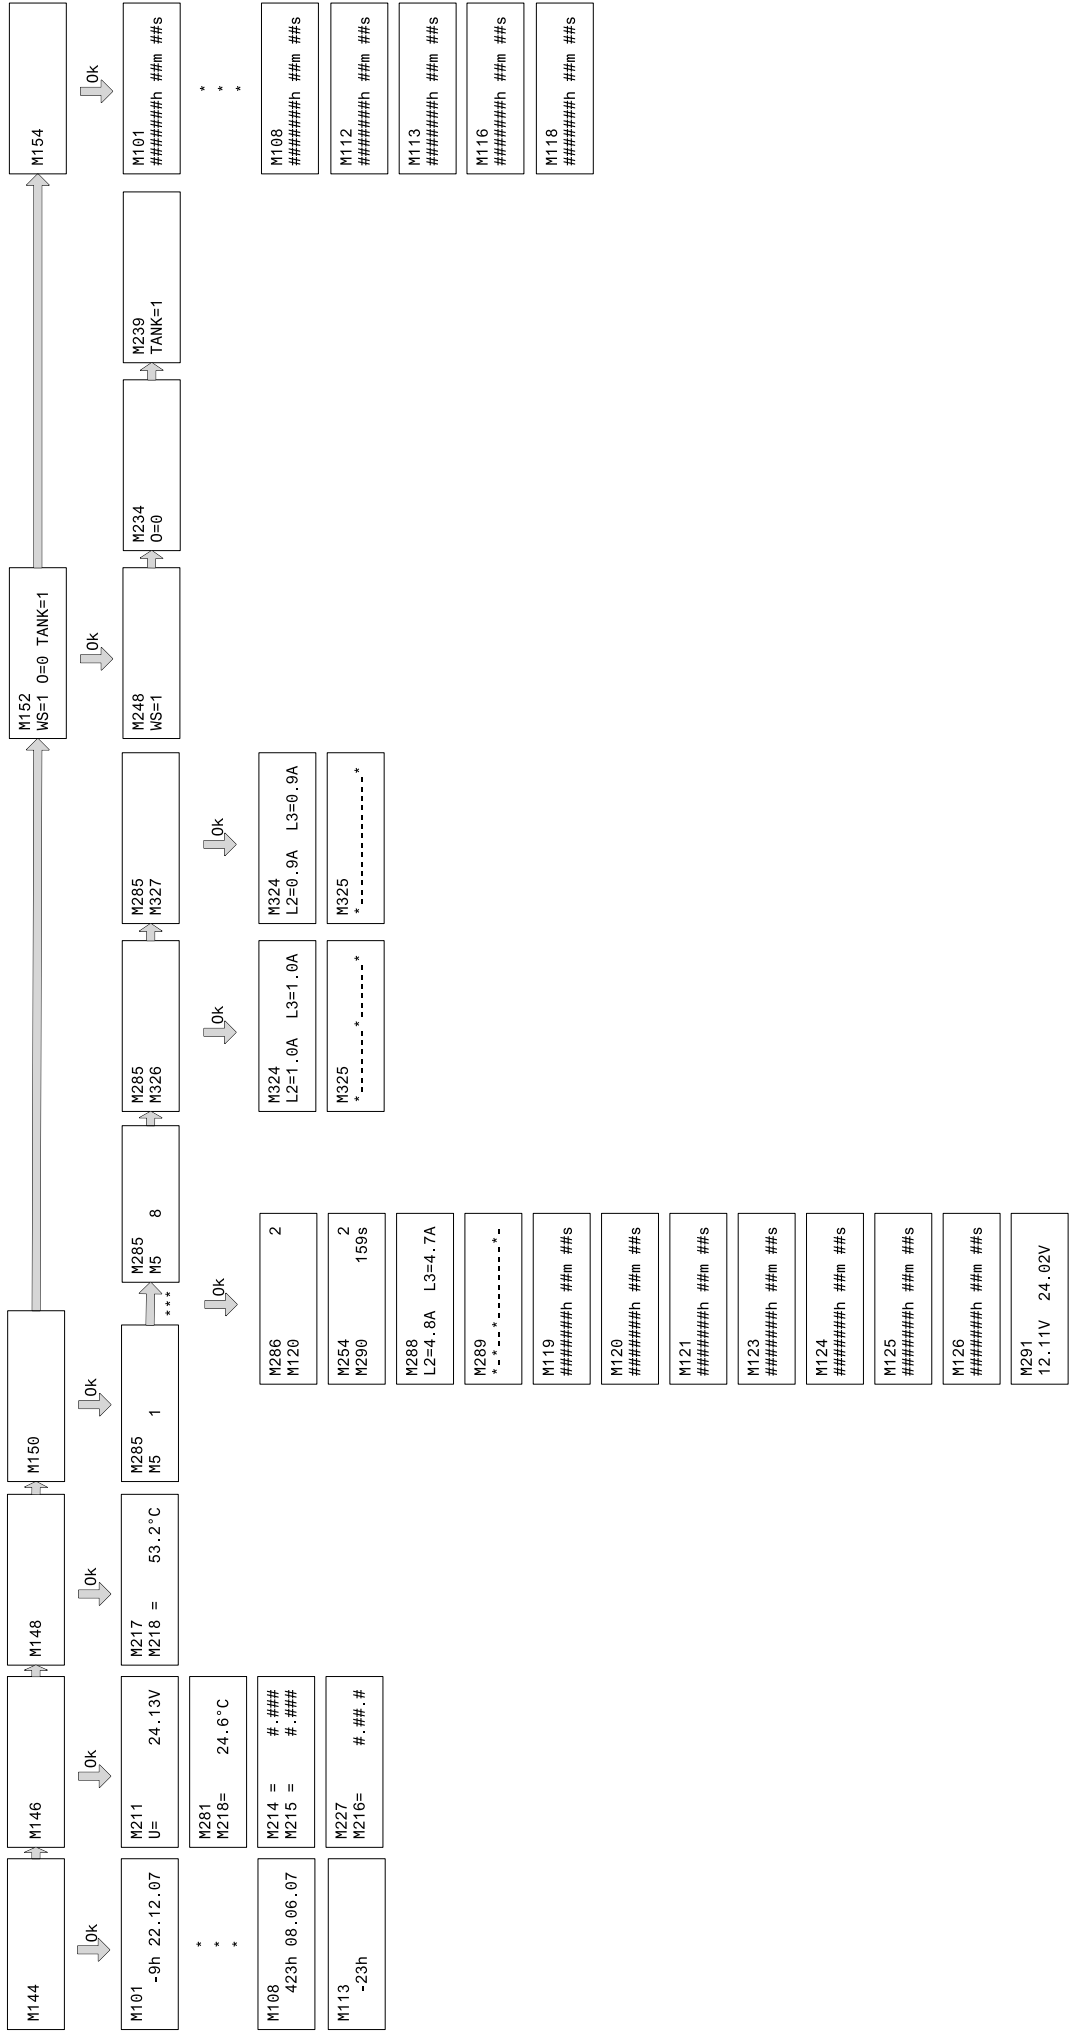 M144
Ok
M101
-9h 22.12.07
*
*
*
M108
423h 08.06.07
M113
-23h
M146
Ok
M211
U= 24.13V
M281
M218= 24.6°C
M214 = #.###
M215 = #.###
M227
M216= #.##.#
M148
Ok
M217
M218 = 53.2°C
M150
Ok
M285
M5 1
***
M285
M5 8
Ok
M286 2
M120
M254 2
M290 159s
M288
L2=4.8A L3=4.7A
M289
*-*--*---------*-
M119
#######h ##m ##s
M120
#######h ##m ##s
M121
#######h ##m ##s
M123
#######h ##m ##s
M124
#######h ##m ##s
M125
#######h ##m ##s
M126
#######h ##m ##s
M291
12.11V 24.02V
M285
M326
Ok
M324
L2=1.0A L3=1.0A
M325
*-------*------*
M285
M327
Ok
M324
L2=0.9A L3=0.9A
M325
*--------------*
M152
WS=1 O=0 TANK=1
Ok
M248
WS=1
M234
O=0
M239
TANK=1
M154
Ok
M101
#######h ##m ##s
*
*
*
M108
#######h ##m ##s
M112
#######h ##m ##s
M113
#######h ##m ##s
M116
#######h ##m ##s
M118
#######h ##m ##s